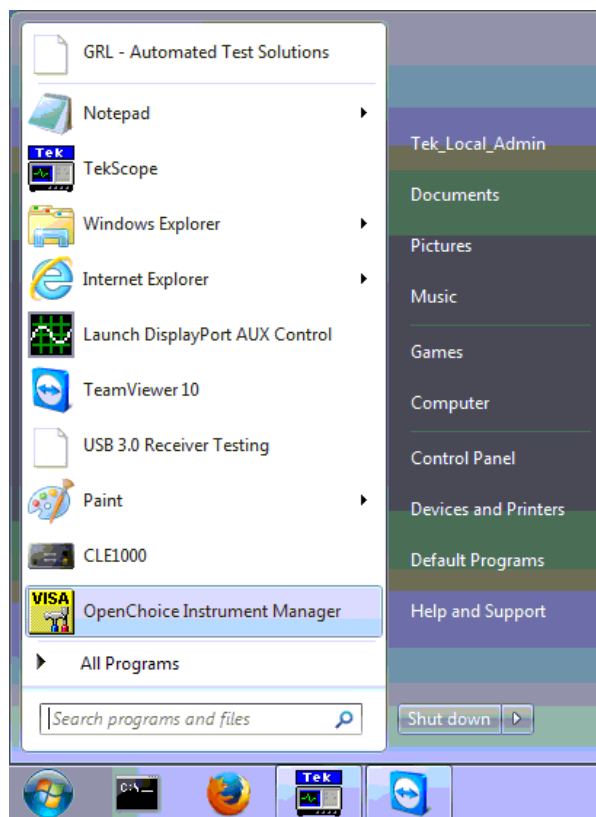 GRL - Automated Test Solutions
Notepad
Tek
TekScope
Windows Explorer
Internet Explorer
Launch DisplayPort AUX Control
TeamViewer 10
USB 3.0 Receiver Testing
Paint
CLE1000
VISA
OpenChoice Instrument Manager
All Programs
Search programs and files
Tek_Local_Admin
Documents
Pictures
Music
Games
Computer
Control Panel
Devices and Printers
Default Programs
Help and Support
Shut down
C:\_
Tek